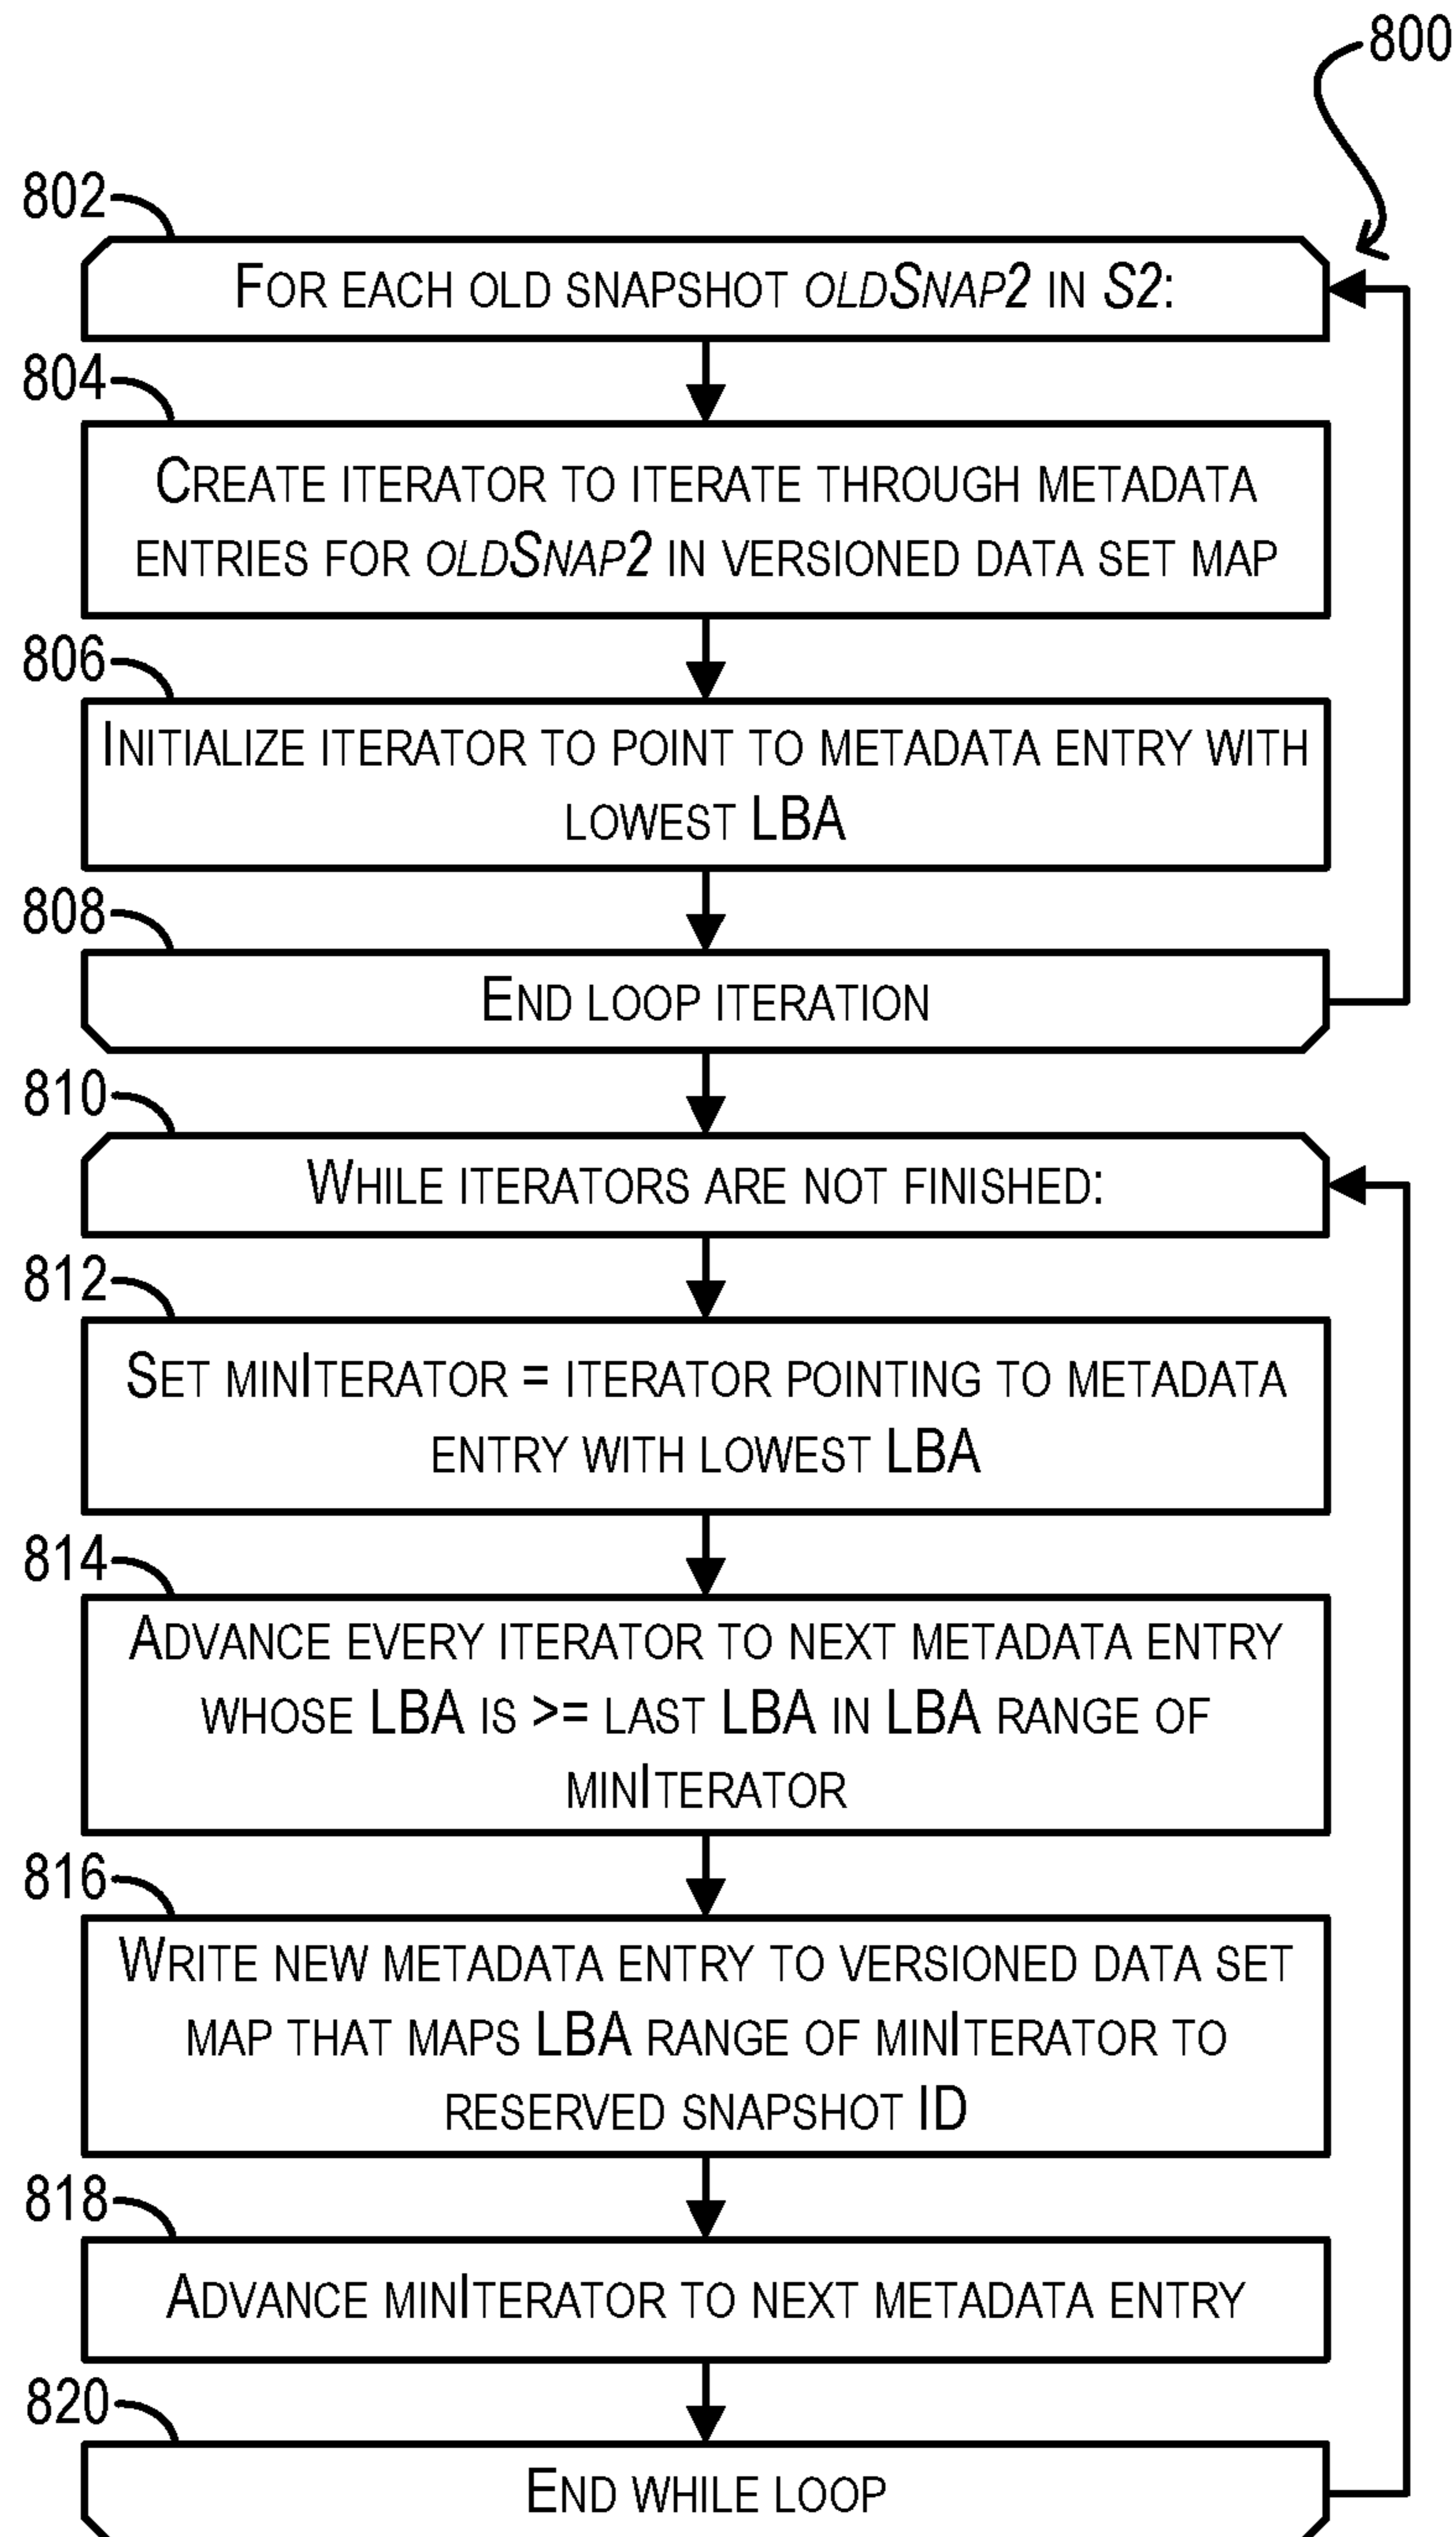 800
802
For each old snapshot oldSnap2 in S2:
804
Create iterator to iterate through metadata
entries for oldSnap2 in versioned data set map
806
Initialize iterator to point to metadata entry with
lowest LBA
808
End loop iteration
810
While iterators are not finished:
812
Set minIterator = iterator pointing to metadata
entry with lowest LBA
814
Advance every iterator to next metadata entry
whose LBA is >= last LBA in LBA range of
minIterator
816
Write new metadata entry to versioned data set
map that maps LBA range of minIterator to
reserved snapshot ID
818
Advance minIterator to next metadata entry
820
End while loop